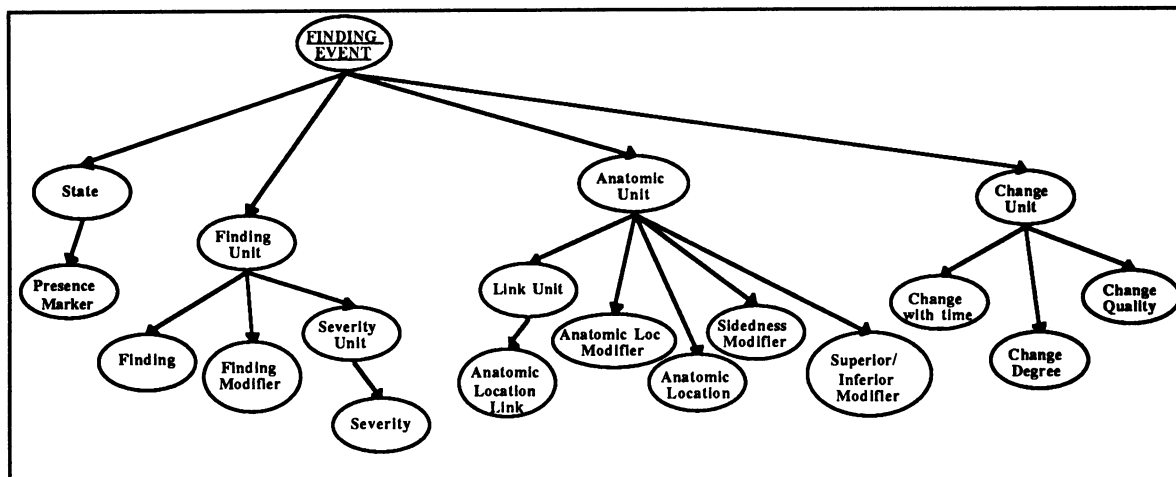 FINDING
EVENT
State
Presence
Marker
Finding
Unit
Finding
Finding
Modifier
Severity
Unit
Severity
Anatomic
Unit
Link Unit
Anatomic
Location
Link
Anatomic Loc
Modifier
Anatomic
Location
Sidedness
Modifier
Superior/
Inferior
Modifier
Change
Unit
Change
with time
Change
Degree
Change
Quality